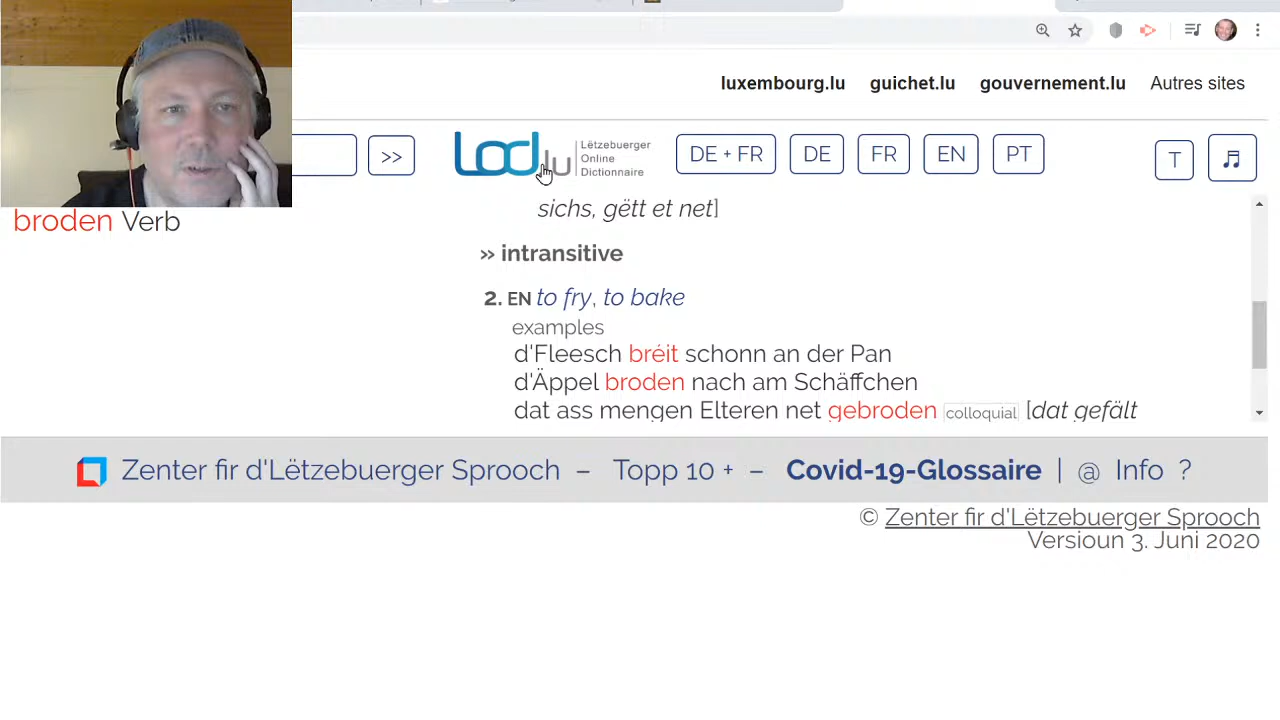 luxembourg.lu guichet.lu gouvernement.lu Autres sites
>> Lod.lu Lëtzebuerger Online Dictionnaire DE + FR DE FR EN PT T
broden Verb
sichs, gëtt et net]
» intransitive
2. EN to fry, to bake
examples
d'Fleesch bréit schonn an der Pan
d'Äppel broden nach am Schäffchen
dat ass mengen Elteren net gebroden colloquial [dat gefält
Zenter fir d'Lëtzebuerger Sprooch – Topp 10 + – Covid-19-Glossaire | @ Info ?
© Zenter fir d'Lëtzebuerger Sprooch
Versioun 3. Juni 2020